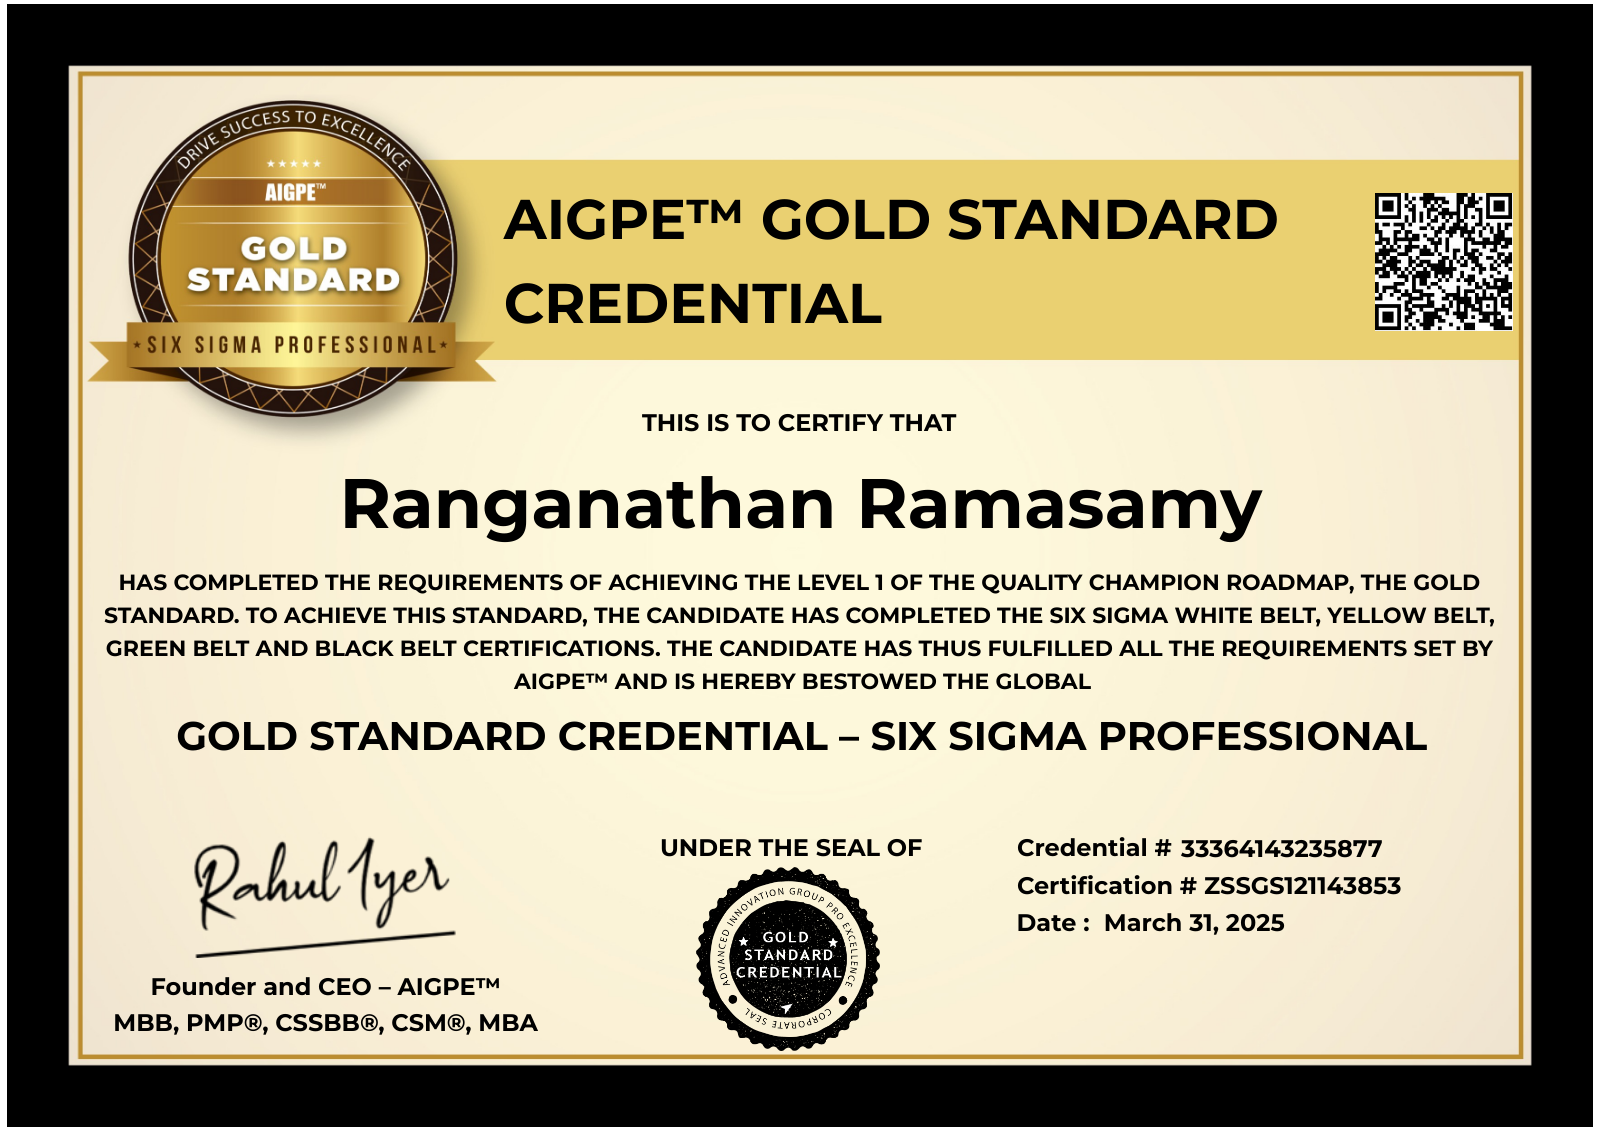 DRIVE SUCCESS TO EXCELLENCE
AIGPE™
GOLD
STANDARD
SIX SIGMA PROFESSIONAL
AIGPE™ GOLD STANDARD
CREDENTIAL
THIS IS TO CERTIFY THAT
Ranganathan Ramasamy
HAS COMPLETED THE REQUIREMENTS OF ACHIEVING THE LEVEL 1 OF THE QUALITY CHAMPION ROADMAP, THE GOLD
STANDARD. TO ACHIEVE THIS STANDARD, THE CANDIDATE HAS COMPLETED THE SIX SIGMA WHITE BELT, YELLOW BELT,
GREEN BELT AND BLACK BELT CERTIFICATIONS. THE CANDIDATE HAS THUS FULFILLED ALL THE REQUIREMENTS SET BY
AIGPE™ AND IS HEREBY BESTOWED THE GLOBAL
GOLD STANDARD CREDENTIAL – SIX SIGMA PROFESSIONAL
Rahul Iyer
Founder and CEO – AIGPE™
MBB, PMP®, CSSBB®, CSM®, MBA
UNDER THE SEAL OF
ADVANCED INNOVATION GROUP PRO EXCELLENCE
GOLD
STANDARD
CREDENTIAL
CORPORATE SEAL
Credential # 33364143235877
Certification # ZSSGS121143853
Date : March 31, 2025